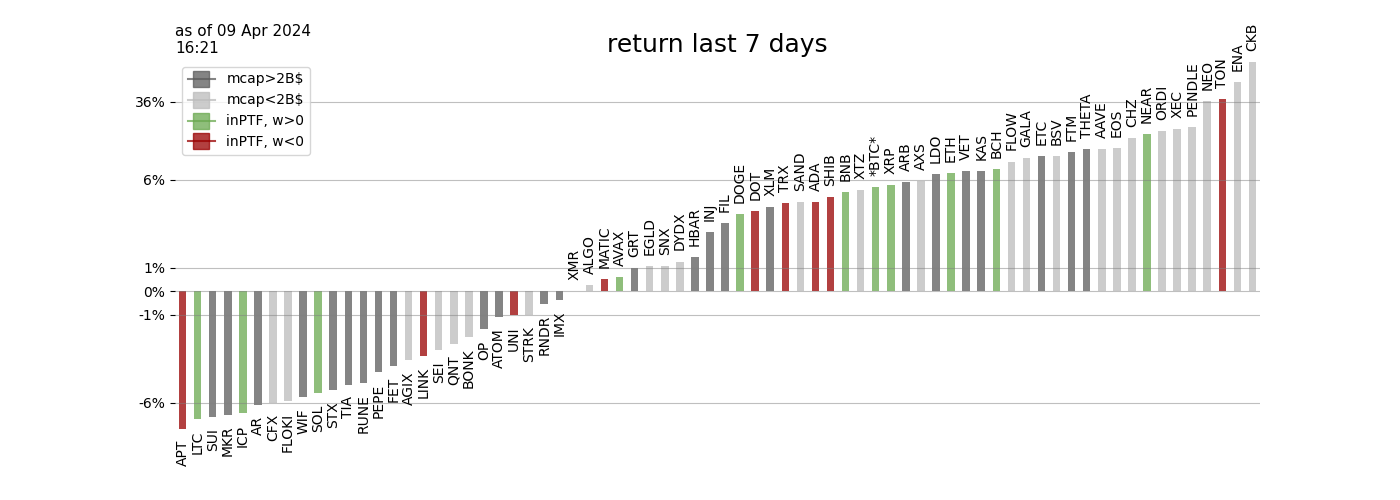 as of 09 Apr 2024
16:21
return last 7 days
mcap>2B$
mcap<2B$
inPTF, w>0
inPTF, w<0
36%
6%
1%
0%
-1%
-6%
APT
LTC
SUI
MKR
ICP
AR
CFX
FLOKI
WIF
SOL
STX
TIA
RUNE
PEPE
FET
AGIX
LINK
SEI
QNT
BONK
OP
ATOM
UNI
STRK
RNDR
IMX
XMR
ALGO
MATIC
AVAX
GRT
EGLD
SNX
DYDX
HBAR
INJ
FIL
DOGE
DOT
XLM
TRX
SAND
ADA
SHIB
BNB
XTZ
*BTC*
XRP
ARB
AXS
LDO
ETH
VET
KAS
BCH
FLOW
GALA
ETC
BSV
FTM
THETA
AAVE
EOS
CHZ
NEAR
ORDI
XEC
PENDLE
NEO
TON
ENA
CKB